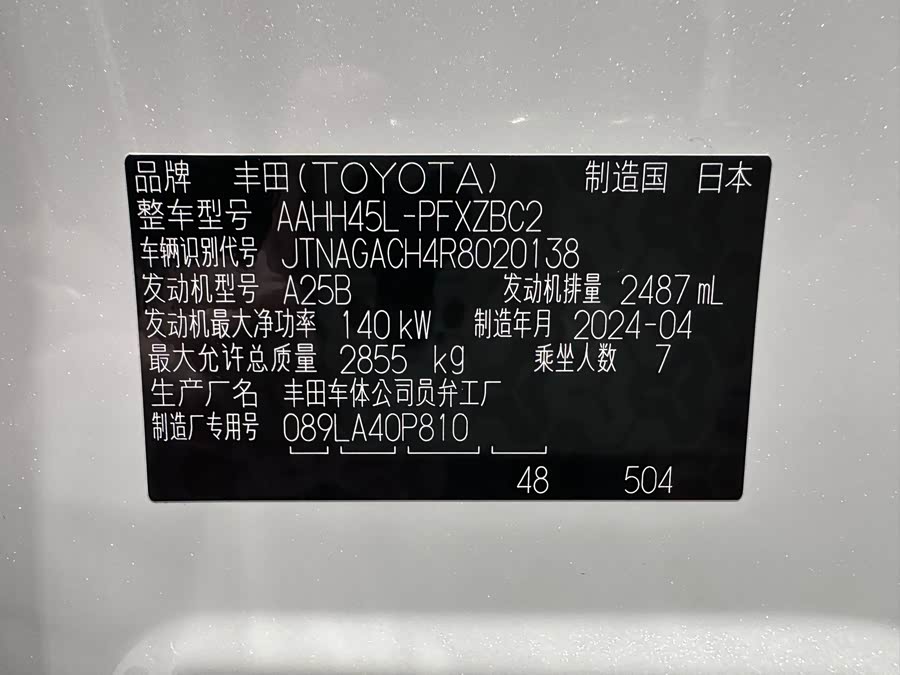 品牌 丰田(TOYOTA) 制造国 日本
整车型号 AAHH45L-PFXZBC2
车辆识别代号 JTNAGACH4R8020138
发动机型号 A25B 发动机排量 2487 mL
发动机最大净功率 140 kW 制造年月 2024-04
最大允许总质量 2855 kg 乘坐人数 7
生产厂名 丰田车体公司员弁工厂
制造厂专用号 089LA40P810
48 504